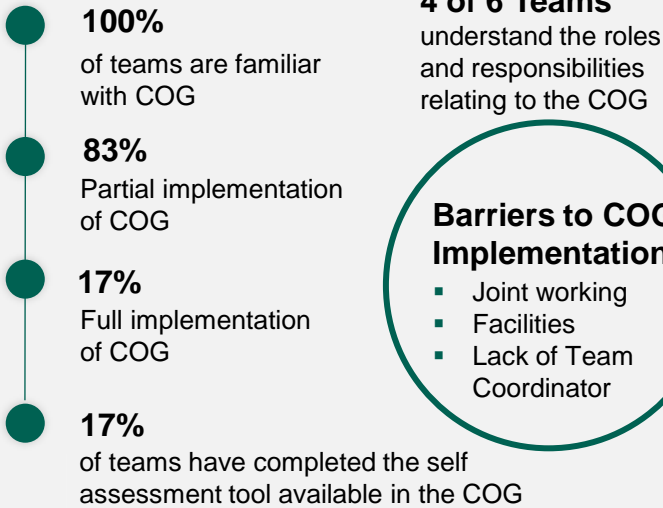 100%
of teams are familiar
with COG
83%
Partial implementation
of COG
17%
Full implementation
of COG
17%
of teams have completed the self
assessment tool available in the COG
4 of 6 Teams
understand the roles
and responsibilities
relating to the COG
Barriers to COG
Implementation
▪ Joint working
▪ Facilities
▪ Lack of Team
Coordinator